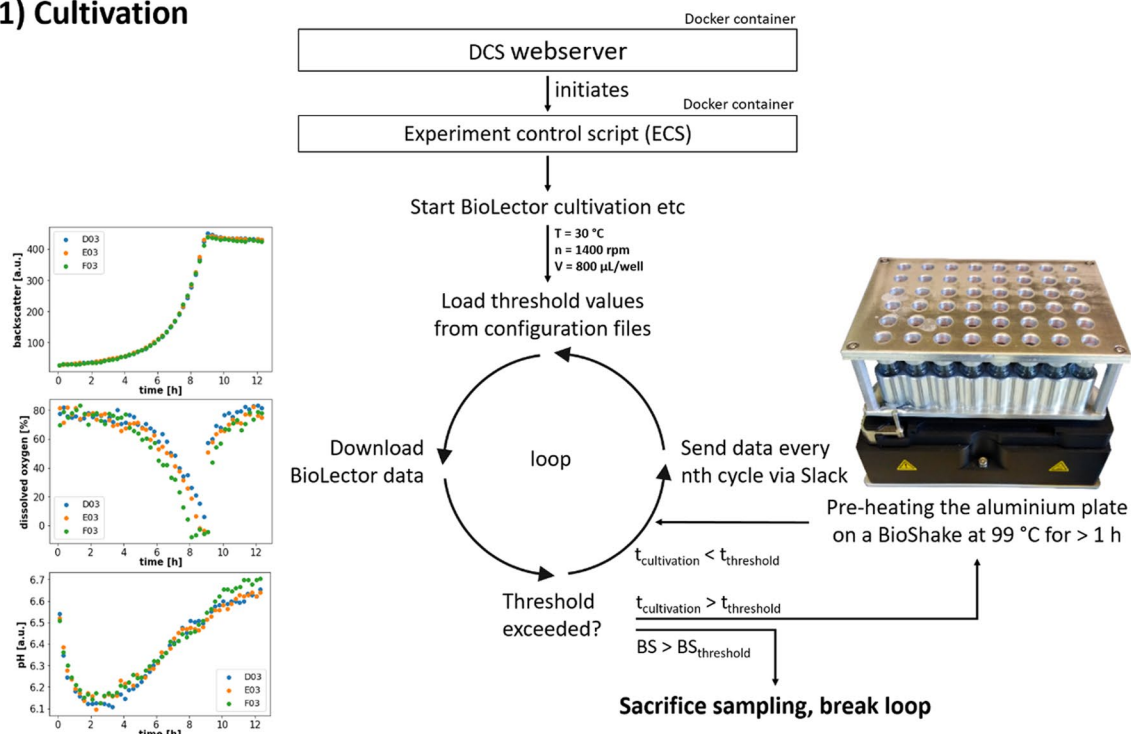 1) Cultivation
Docker container
DCS webserver
initiates
Docker container
Experiment control script (ECS)
Start BioLector cultivation etc
T = 30 °C
n = 1400 rpm
V = 800 µL/well
Load threshold values
from configuration files
Download
BioLector data
loop
Send data every
nth cycle via Slack
Pre-heating the aluminium plate
on a BioShake at 99 °C for > 1 h
tcultivation < tthreshold
Threshold
exceeded?
tcultivation > tthreshold
BS > BSthreshold
Sacrifice sampling, break loop
backscatter [a.u.]
400
300
200
100
D03
E03
F03
0 2 4 6 8 10 12
time [h]
dissolved oxygen [%]
80
60
40
20
0
D03
E03
F03
0 2 4 6 8 10 12
time [h]
pH [a.u.]
6.7
6.6
6.5
6.4
6.3
6.2
6.1
D03
E03
F03
0 2 4 6 8 10 12
time [h]